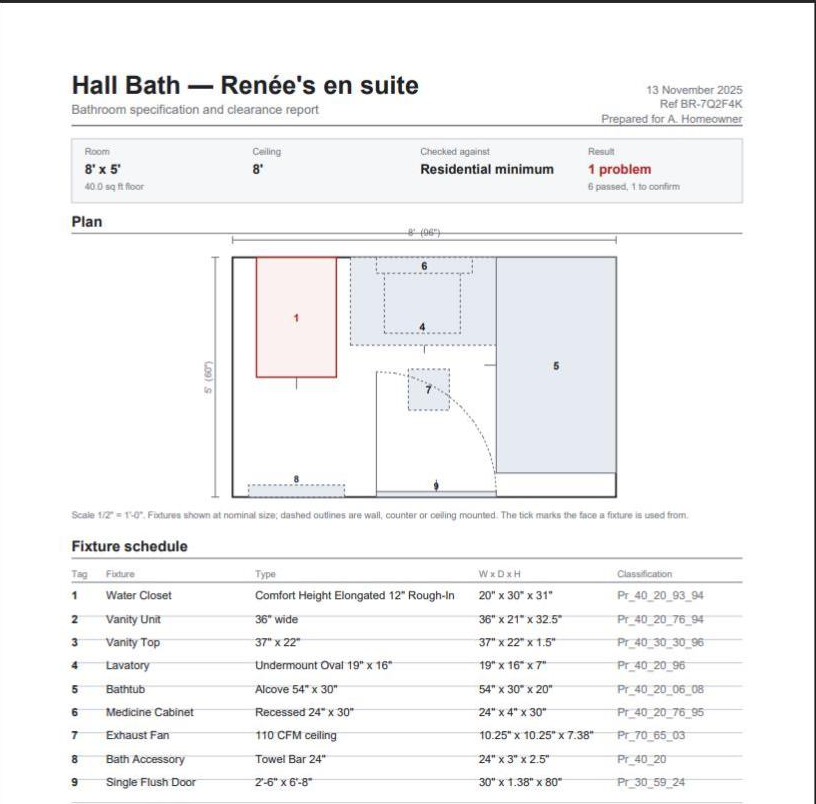 Hall Bath — Renée's en suite
Bathroom specification and clearance report
13 November 2025
Ref BR-7Q2F4K
Prepared for A. Homeowner
Room Ceiling Checked against Result
8' x 5' 8' Residential minimum 1 problem
40.0 sq ft floor 6 passed, 1 to confirm
Plan
8' (96")
6
1
4
5
5' (60")
7
8
9
Scale 1/2" = 1'-0". Fixtures shown at nominal size; dashed outlines are wall, counter or ceiling mounted. The tick marks the face a fixture is used from.
Fixture schedule
Tag Fixture Type W x D x H Classification
1 Water Closet Comfort Height Elongated 12" Rough-In 20" x 30" x 31" Pr_40_20_93_94
2 Vanity Unit 36" wide 36" x 21" x 32.5" Pr_40_20_76_94
3 Vanity Top 37" x 22" 37" x 22" x 1.5" Pr_40_30_30_96
4 Lavatory Undermount Oval 19" x 16" 19" x 16" x 7" Pr_40_20_96
5 Bathtub Alcove 54" x 30" 54" x 30" x 20" Pr_40_20_06_08
6 Medicine Cabinet Recessed 24" x 30" 24" x 4" x 30" Pr_40_20_76_95
7 Exhaust Fan 110 CFM ceiling 10.25" x 10.25" x 7.38" Pr_70_65_03
8 Bath Accessory Towel Bar 24" 24" x 3" x 2.5" Pr_40_20
9 Single Flush Door 2'-6" x 6'-8" 30" x 1.38" x 80" Pr_30_59_24